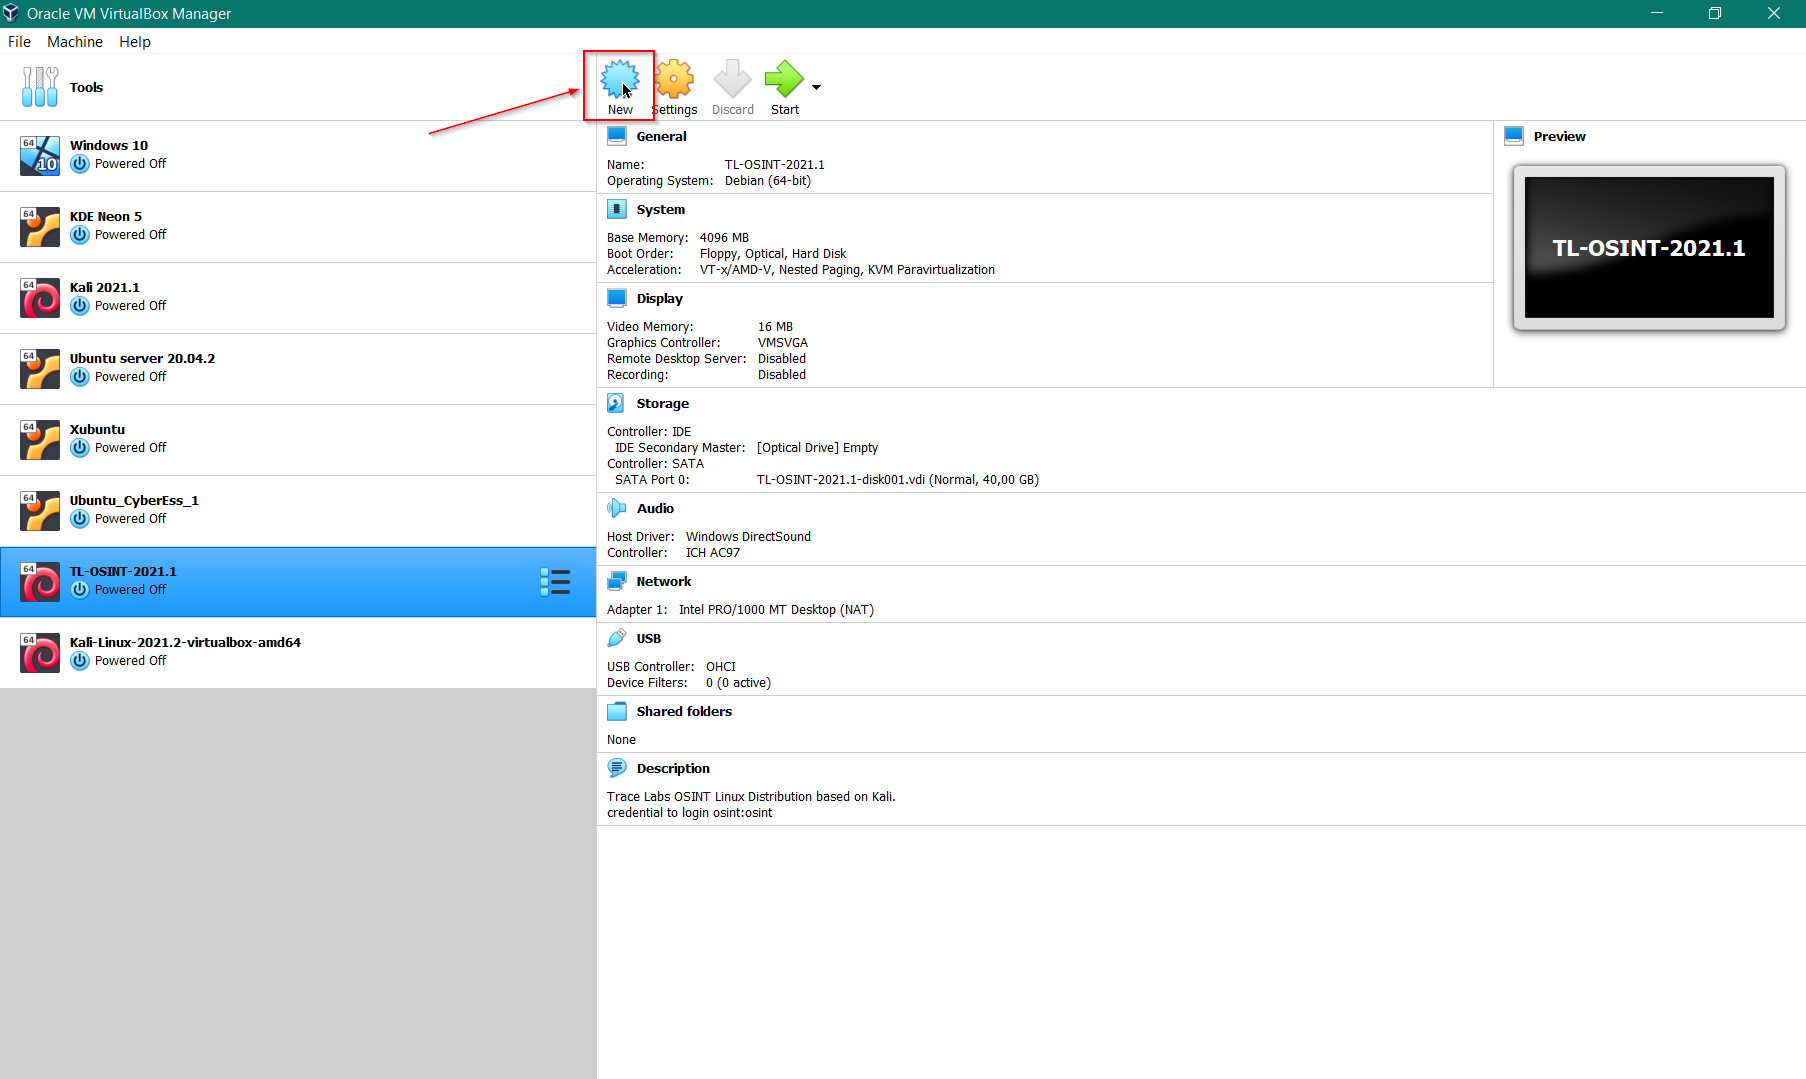 Oracle VM VirtualBox Manager
File Machine Help
Tools
New Settings Discard Start
64 10 Windows 10
Powered Off
64 KDE Neon 5
Powered Off
64 Kali 2021.1
Powered Off
64 Ubuntu server 20.04.2
Powered Off
64 Xubuntu
Powered Off
64 Ubuntu_CyberEss_1
Powered Off
64 TL-OSINT-2021.1
Powered Off
64 Kali-Linux-2021.2-virtualbox-amd64
Powered Off
General
Name: TL-OSINT-2021.1
Operating System: Debian (64-bit)
System
Base Memory: 4096 MB
Boot Order: Floppy, Optical, Hard Disk
Acceleration: VT-x/AMD-V, Nested Paging, KVM Paravirtualization
Display
Video Memory: 16 MB
Graphics Controller: VMSVGA
Remote Desktop Server: Disabled
Recording: Disabled
Storage
Controller: IDE
IDE Secondary Master: [Optical Drive] Empty
Controller: SATA
SATA Port 0: TL-OSINT-2021.1-disk001.vdi (Normal, 40,00 GB)
Audio
Host Driver: Windows DirectSound
Controller: ICH AC97
Network
Adapter 1: Intel PRO/1000 MT Desktop (NAT)
USB
USB Controller: OHCI
Device Filters: 0 (0 active)
Shared folders
None
Description
Trace Labs OSINT Linux Distribution based on Kali.
credential to login osint:osint
Preview
TL-OSINT-2021.1